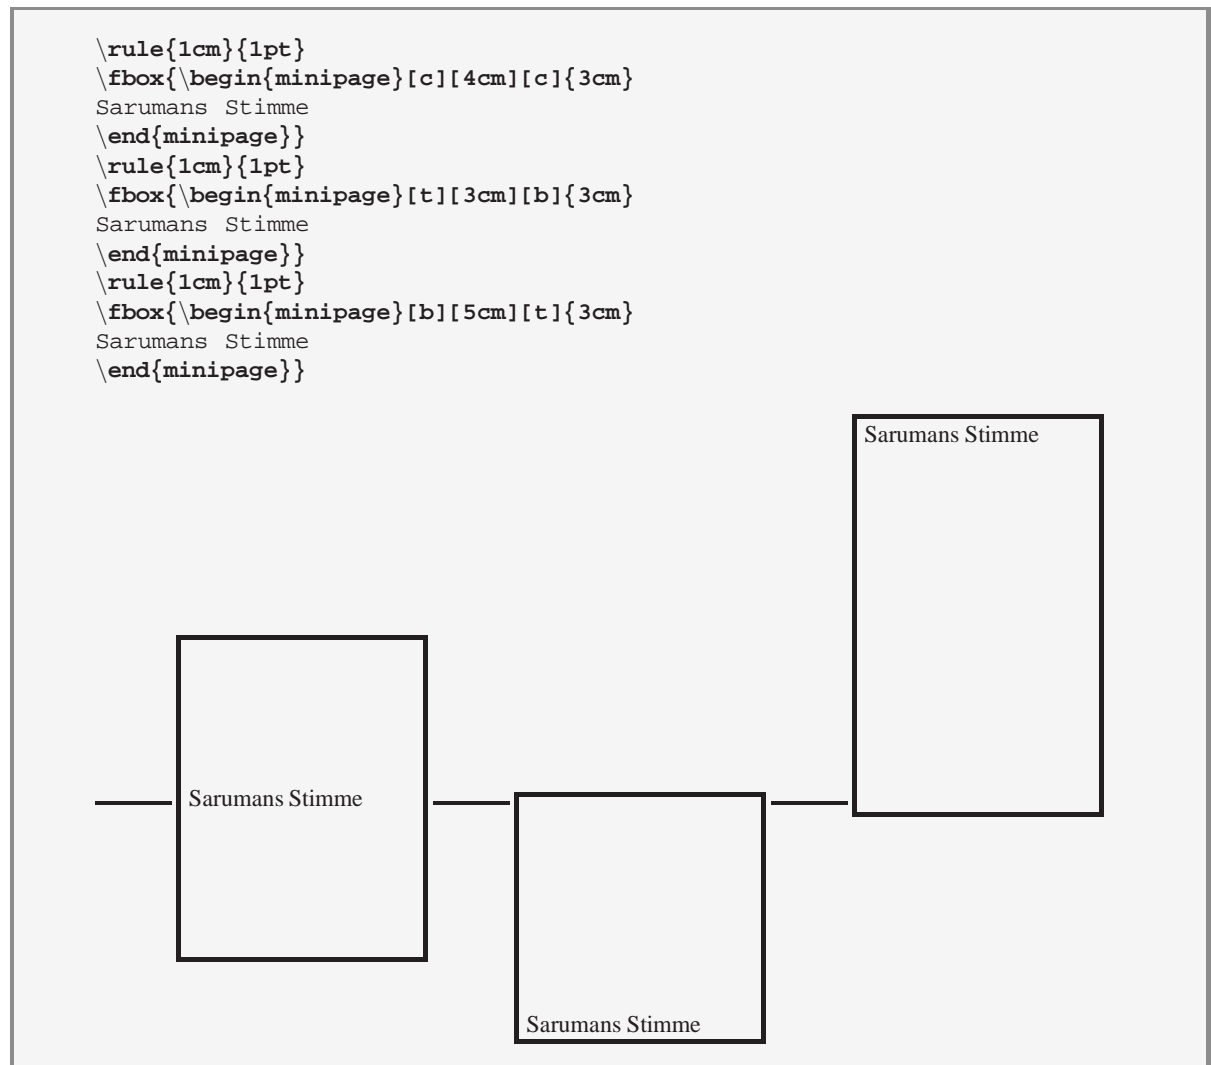 \rule{1cm}{1pt}
\fbox{\begin{minipage}[c][4cm][c]{3cm}
Sarumans Stimme
\end{minipage}}
\rule{1cm}{1pt}
\fbox{\begin{minipage}[t][3cm][b]{3cm}
Sarumans Stimme
\end{minipage}}
\rule{1cm}{1pt}
\fbox{\begin{minipage}[b][5cm][t]{3cm}
Sarumans Stimme
\end{minipage}}
Sarumans Stimme
Sarumans Stimme
Sarumans Stimme